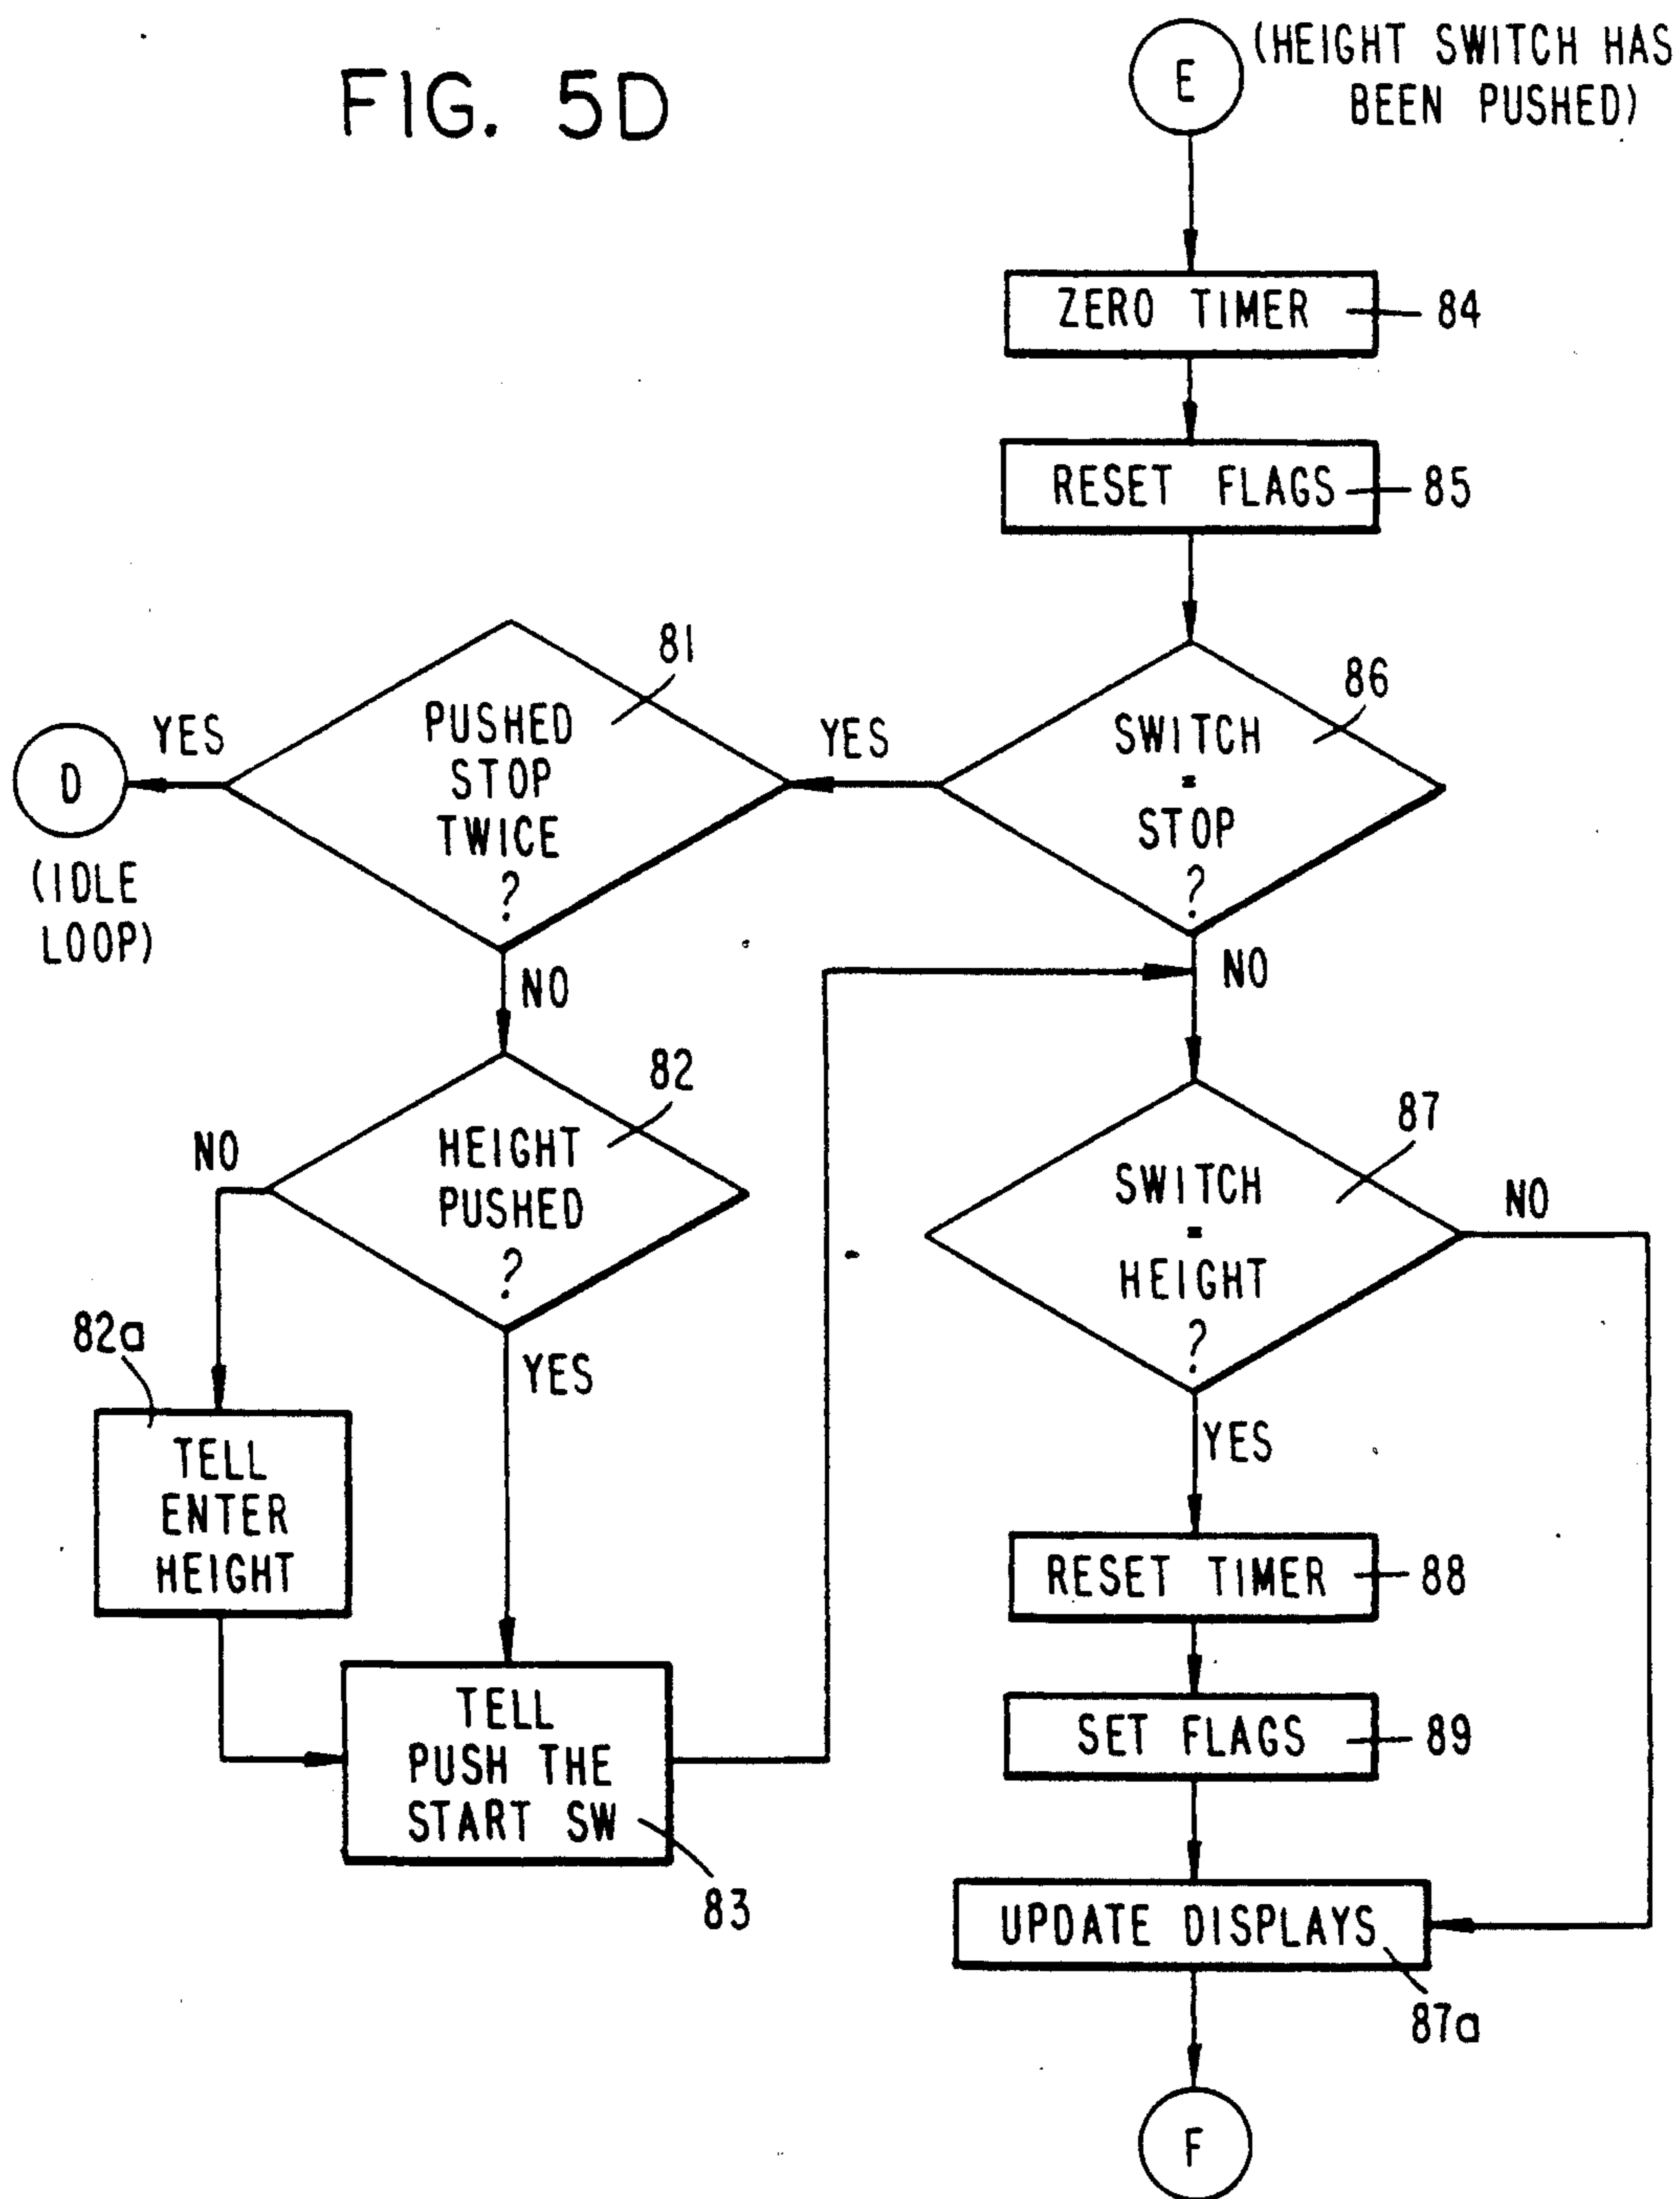 FIG. 5D
E
(HEIGHT SWITCH HAS
BEEN PUSHED)
ZERO TIMER
84
RESET FLAGS
85
86
SWITCH
=
STOP
?
YES
NO
81
PUSHED
STOP
TWICE
?
YES
D
(IDLE
LOOP)
NO
82
HEIGHT
PUSHED
?
NO
YES
82a
TELL
ENTER
HEIGHT
TELL
PUSH THE
START SW
83
87
SWITCH
=
HEIGHT
?
NO
YES
RESET TIMER
88
SET FLAGS
89
UPDATE DISPLAYS
87a
F